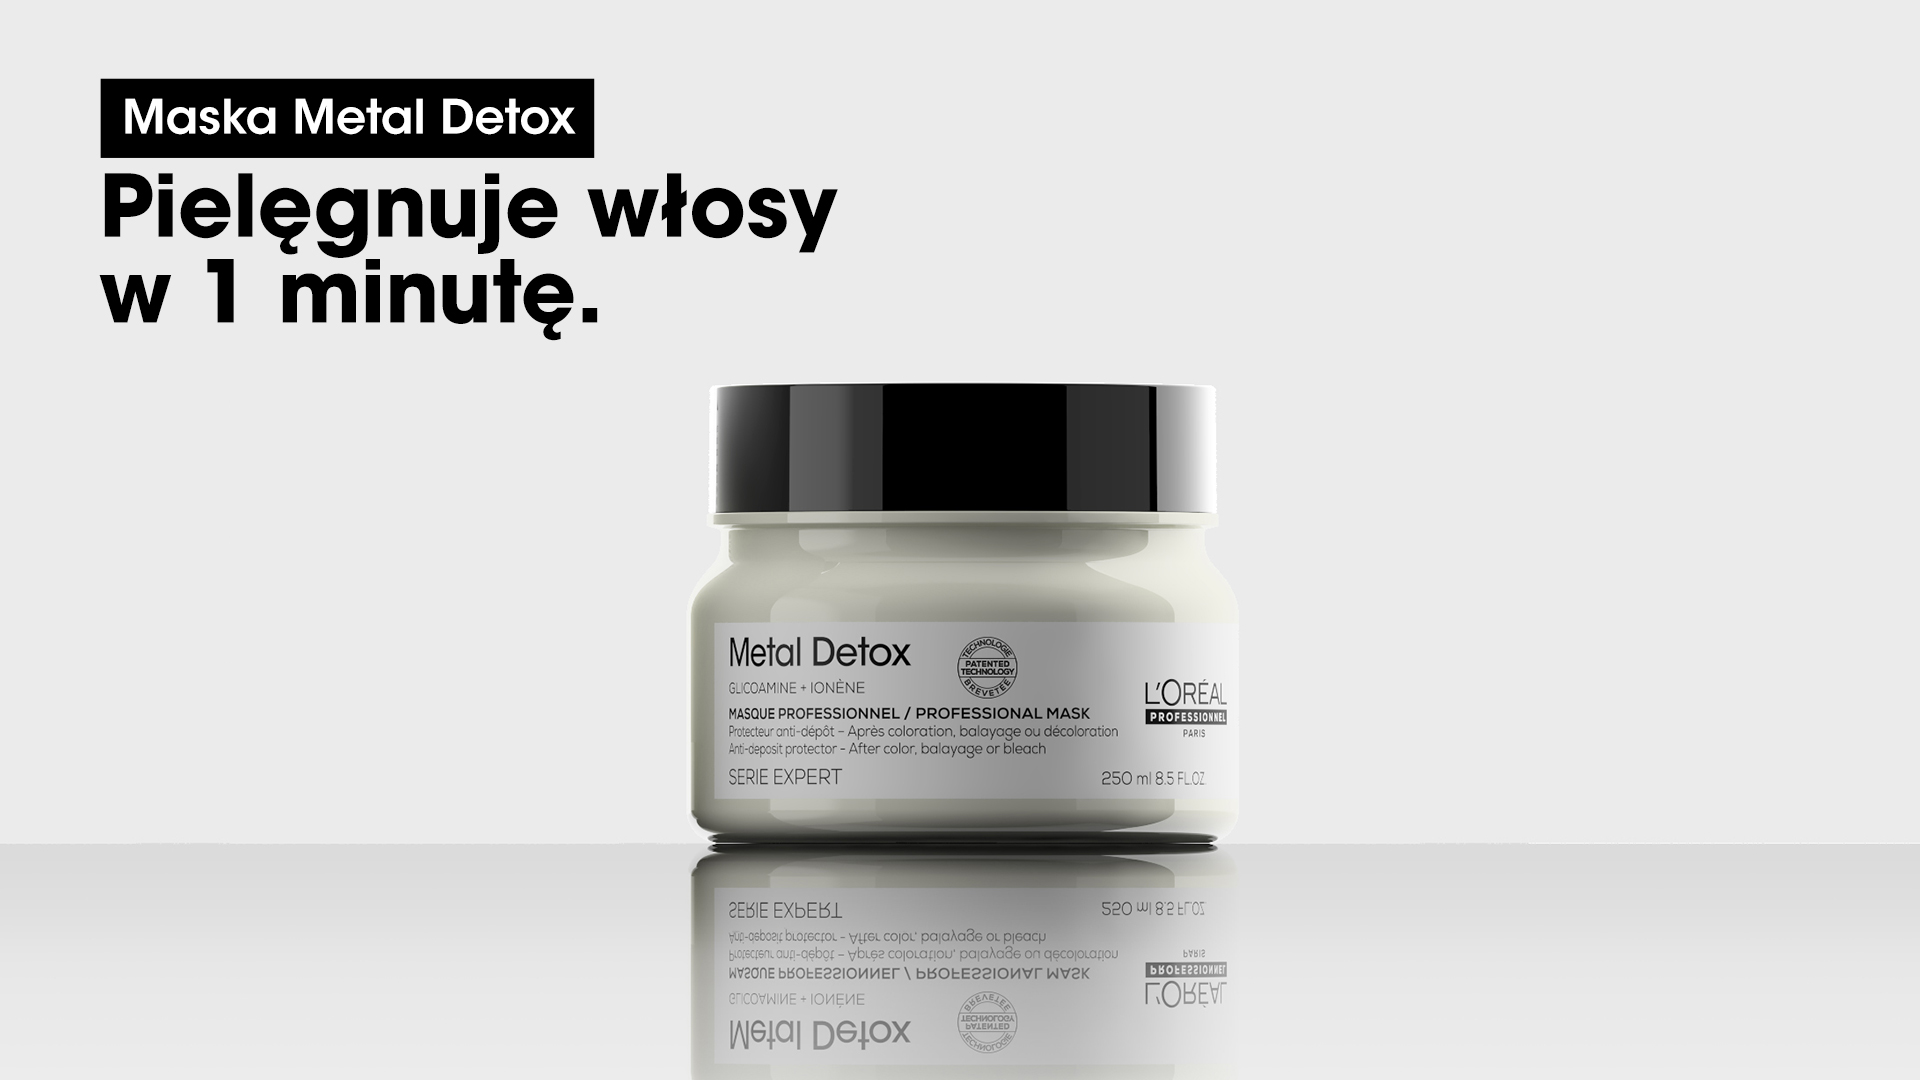 Maska Metal Detox
Pielęgnuje włosy
w 1 minutę.
Metal Detox
GLICOAMINE + IONÈNE
TECHNOLOGIE
PATENTED
TECHNOLOGY
BREVETÉE
MASQUE PROFESSIONNEL / PROFESSIONAL MASK
Protecteur anti-dépôt – Après coloration, balayage ou décoloration
Anti-deposit protector - After color, balayage or bleach
SERIE EXPERT
L'ORÉAL
PROFESSIONNEL
PARIS
250 ml 8.5 FL.OZ